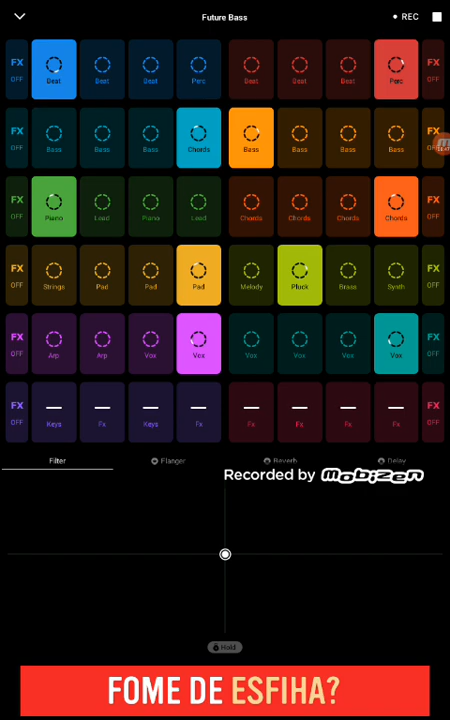 Future Bass
REC
FX Beat Beat Beat Perc Beat Beat Beat Perc FX
OFF OFF
FX Bass Bass Bass Chords Bass Bass Bass Bass FX
OFF OFF
FX Piano Lead Piano Lead Chords Chords Chords Chords FX
OFF OFF
FX Strings Pad Pad Pad Melody Pluck Brass Synth FX
OFF OFF
FX Arp Arp Vox Vox Vox Vox Vox Vox FX
OFF OFF
FX Keys Fx Keys Fx Fx Fx Fx Fx FX
OFF OFF
Filter Flanger Reverb Delay
Recorded by Mobizen
Hold
FOME DE ESFIHA?